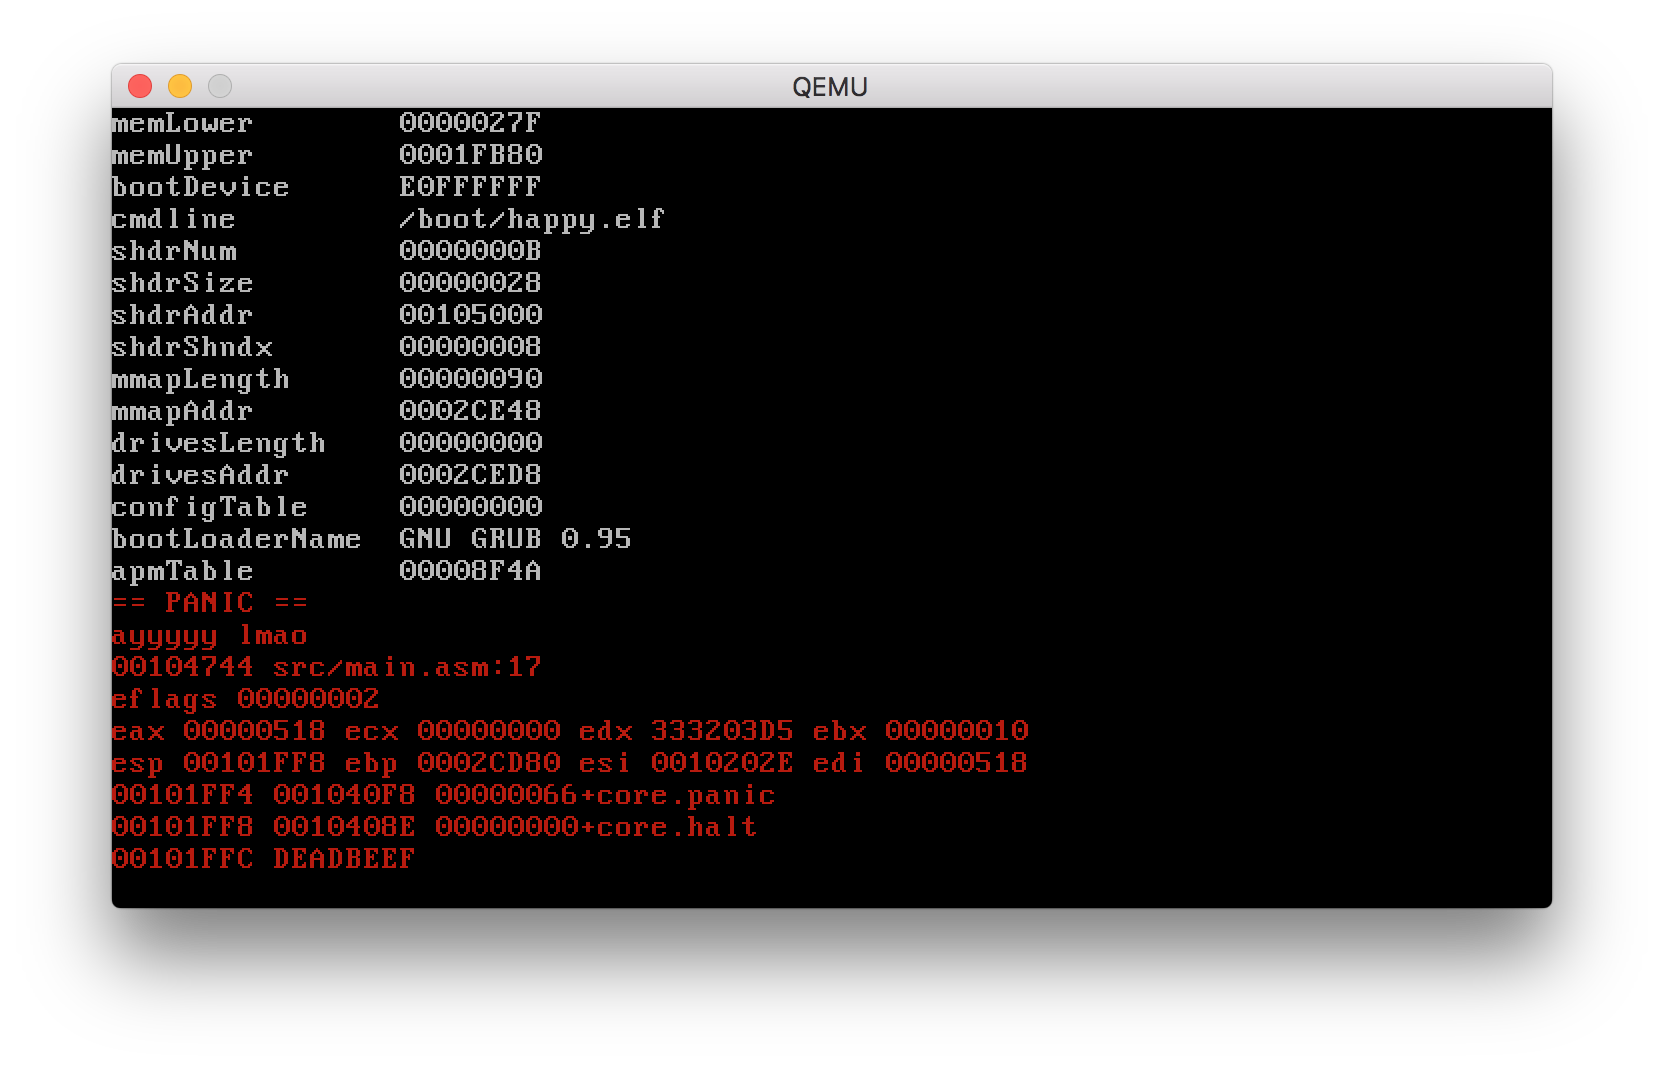 QEMU
memLower 0000027F
memUpper 0001FB80
bootDevice E0FFFFFF
cmdline /boot/happy.elf
shdrNum 0000000B
shdrSize 00000028
shdrAddr 00105000
shdrShndx 00000008
mmapLength 00000090
mmapAddr 0002CE48
drivesLength 00000000
drivesAddr 0002CED8
configTable 00000000
bootLoaderName GNU GRUB 0.95
apmTable 00008F4A
== PANIC ==
ayyyyy lmao
00104744 src/main.asm:17
eflags 00000002
eax 00000518 ecx 00000000 edx 333203D5 ebx 00000010
esp 00101FF8 ebp 0002CD80 esi 0010202E edi 00000518
00101FF4 001040F8 00000066+core.panic
00101FF8 0010408E 00000000+core.halt
00101FFC DEADBEEF